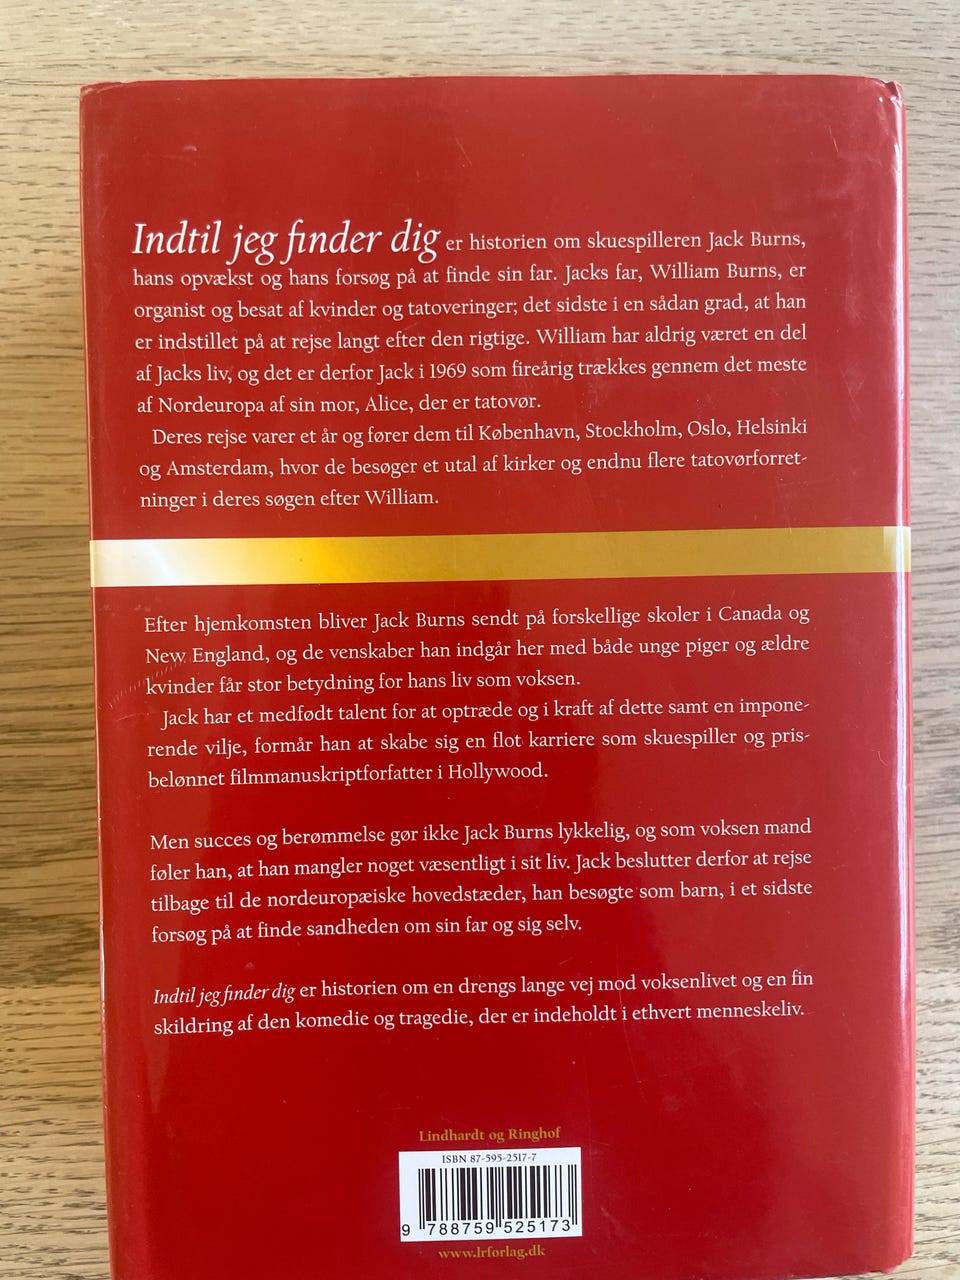 Indtil jeg finder dig er historien om skuespilleren Jack Burns,
hans opvækst og hans forsøg på at finde sin far. Jacks far, William Burns, er
organist og besat af kvinder og tatoveringer; det sidste i en sådan grad, at han
er indstillet på at rejse langt efter den rigtige. William har aldrig været en del
af Jacks liv, og det er derfor Jack i 1969 som fireårig trækkes gennem det meste
af Nordeuropa af sin mor, Alice, der er tatovør.
Deres rejse varer et år og fører dem til København, Stockholm, Oslo, Helsinki
og Amsterdam, hvor de besøger et utal af kirker og endnu flere tatovørforret-
ninger i deres søgen efter William.
Efter hjemkomsten bliver Jack Burns sendt på forskellige skoler i Canada og
New England, og de venskaber han indgår her med både unge piger og ældre
kvinder får stor betydning for hans liv som voksen.
Jack har et medfødt talent for at optræde og i kraft af dette samt en impone-
rende vilje, formår han at skabe sig en flot karriere som skuespiller og pris-
belønnet filmmanuskriptforfatter i Hollywood.
Men succes og berømmelse gør ikke Jack Burns lykkelig, og som voksen mand
føler han, at han mangler noget væsentligt i sit liv. Jack beslutter derfor at rejse
tilbage til de nordeuropæiske hovedstæder, han besøgte som barn, i et sidste
forsøg på at finde sandheden om sin far og sig selv.
Indtil jeg finder dig er historien om en drengs lange vej mod voksenlivet og en fin
skildring af den komedie og tragedie, der er indeholdt i ethvert menneskeliv.
Lindhardt og Ringhof
ISBN 87-595-2517-7
9 788759 525173
www.lrforlag.dk